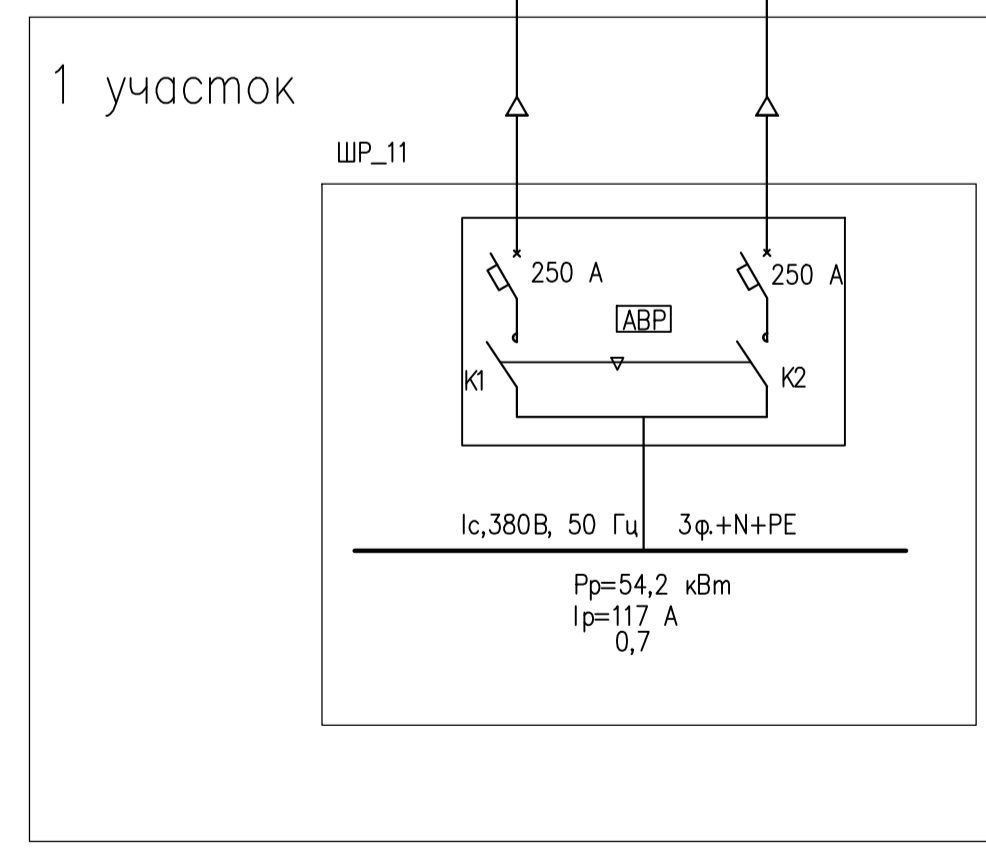 1 участок
ШР_11
250 А
250 А
АВР
К1
К2
Iс,380В, 50 Гц 3ф.+N+PE
Рр=54,2 кВт
Iр=117 А
0,7